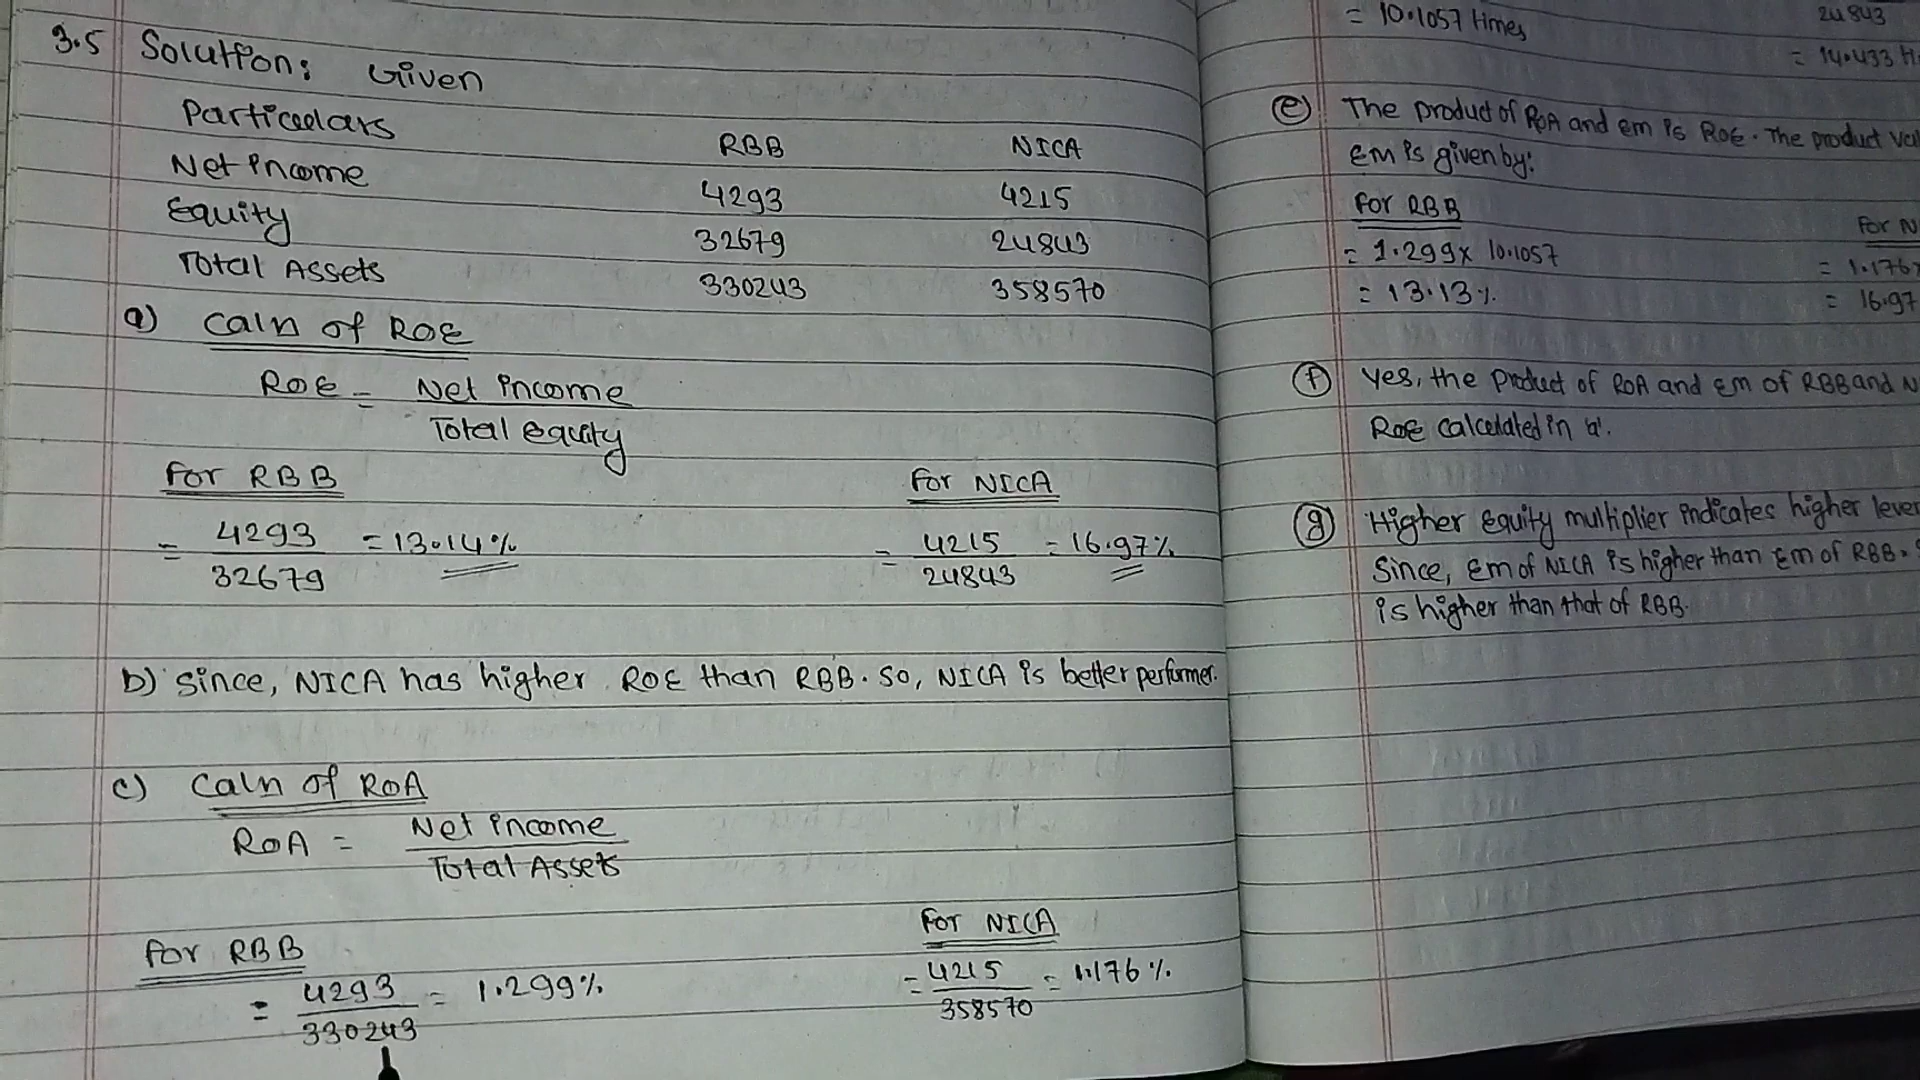 3.5 Solution: Given
Particulars RBB NICA
Net income 4293 4215
Equity 32679 24843
Total Assets 330243 358570
a) Caln of ROE
ROE = Net income
Total equity
For RBB For NICA
= 4293 = 13.14% = 4215 = 16.97%
32679 24843
b) Since, NICA has higher ROE than RBB. So, NICA is better performer.
c) Caln of ROA
ROA = Net income
Total Assets
For RBB For NICA
= 4293 = 1.299% = 4215 = 1.176%
330243 358570
= 10.1057 times 24843
= 14.433
(e) The product of ROA and em is ROE. The product
EM is given by:
For RBB For
= 1.299x 10.1057 = 1.176x
= 13.13% = 16.97
(f) Yes, the product of ROA and EM of RBB and
ROE calculated in 'a'.
(g) Higher Equity multiplier indicates higher
Since, Em of NICA is higher than Em of RBB.
is higher than that of RBB.